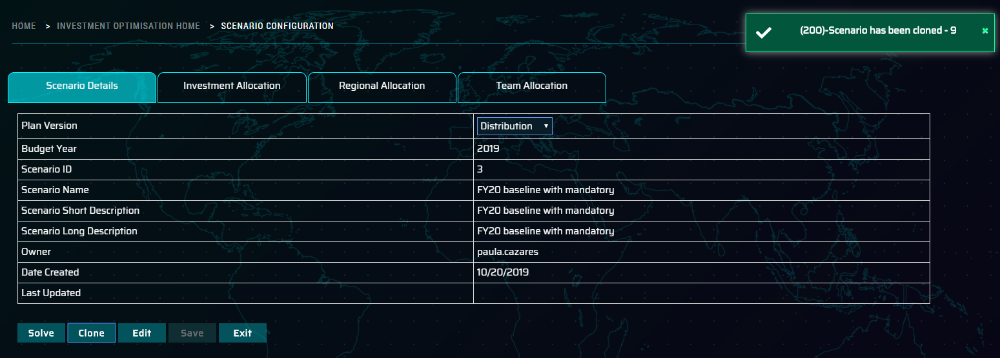 HOME > INVESTMENT OPTIMISATION HOME > SCENARIO CONFIGURATION
(200)-Scenario has been cloned - 9
Scenario Details Investment Allocation Regional Allocation Team Allocation
Plan Version Distribution
Budget Year 2019
Scenario ID 3
Scenario Name FY20 baseline with mandatory
Scenario Short Description FY20 baseline with mandatory
Scenario Long Description FY20 baseline with mandatory
Owner paula.cazares
Date Created 10/20/2019
Last Updated
Solve Clone Edit Save Exit